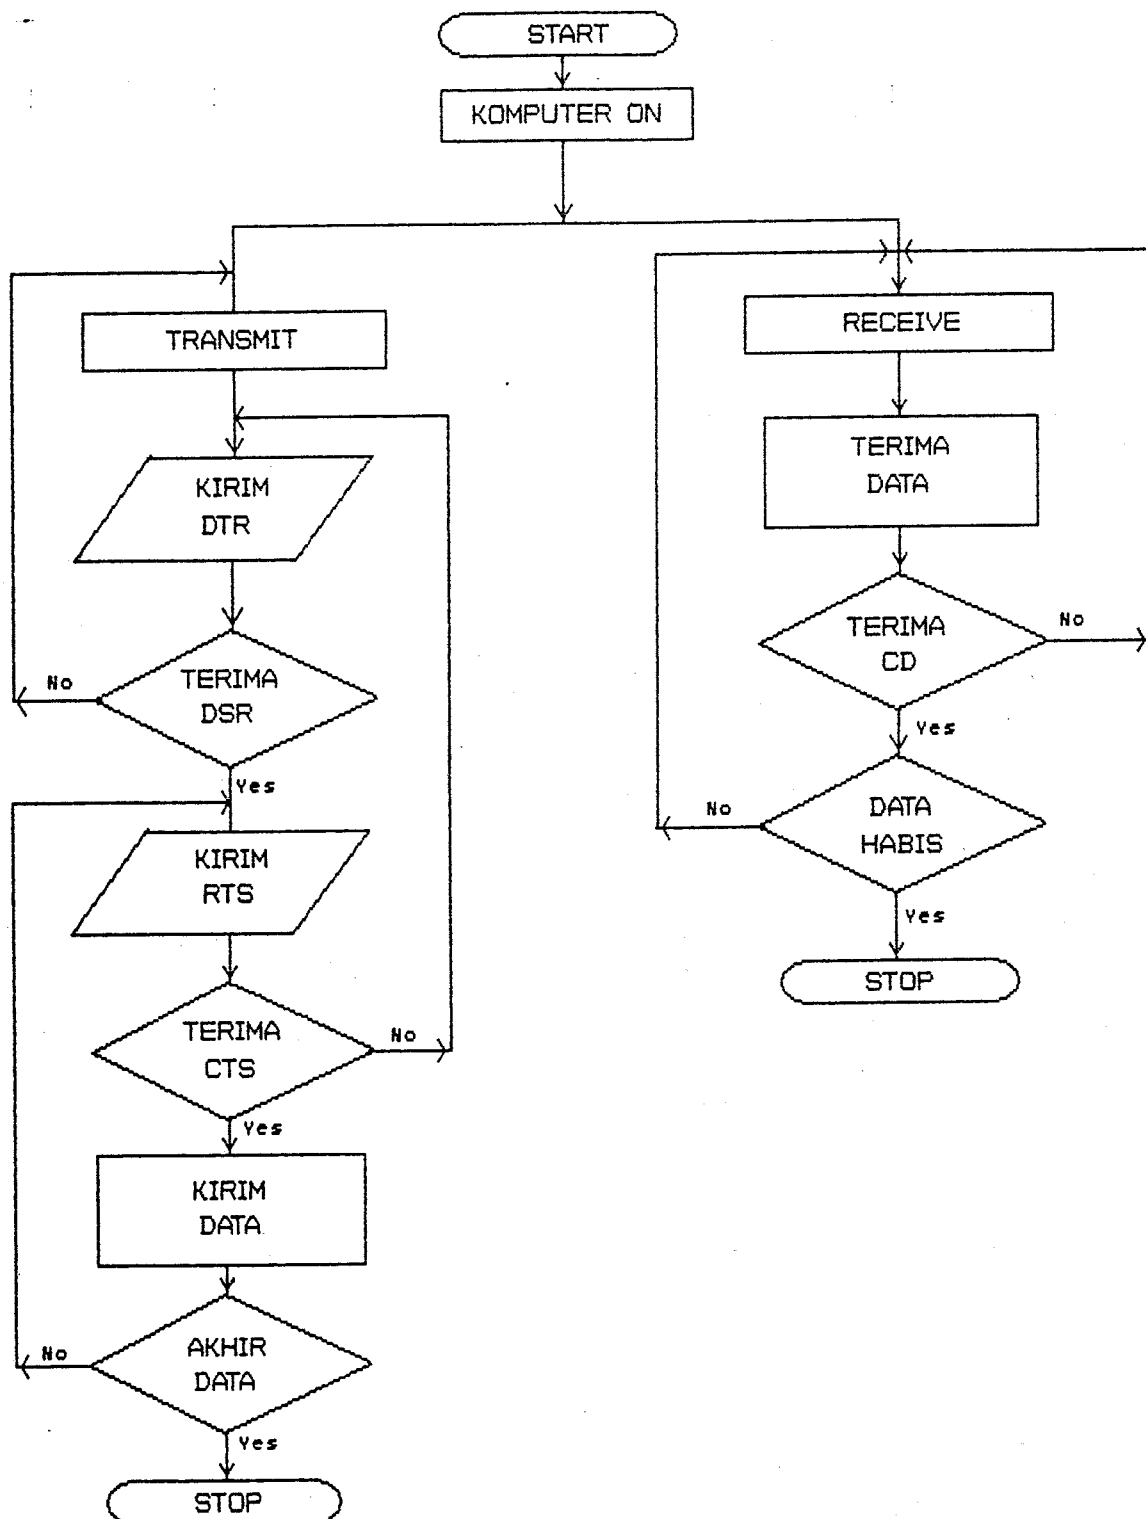 START
KOMPUTER ON
TRANSMIT
KIRIM
DTR
TERIMA
DSR
No
Yes
KIRIM
RTS
TERIMA
CTS
No
Yes
KIRIM
DATA
AKHIR
DATA
No
Yes
STOP
RECEIVE
TERIMA
DATA
TERIMA
CD
No
Yes
DATA
HABIS
No
Yes
STOP